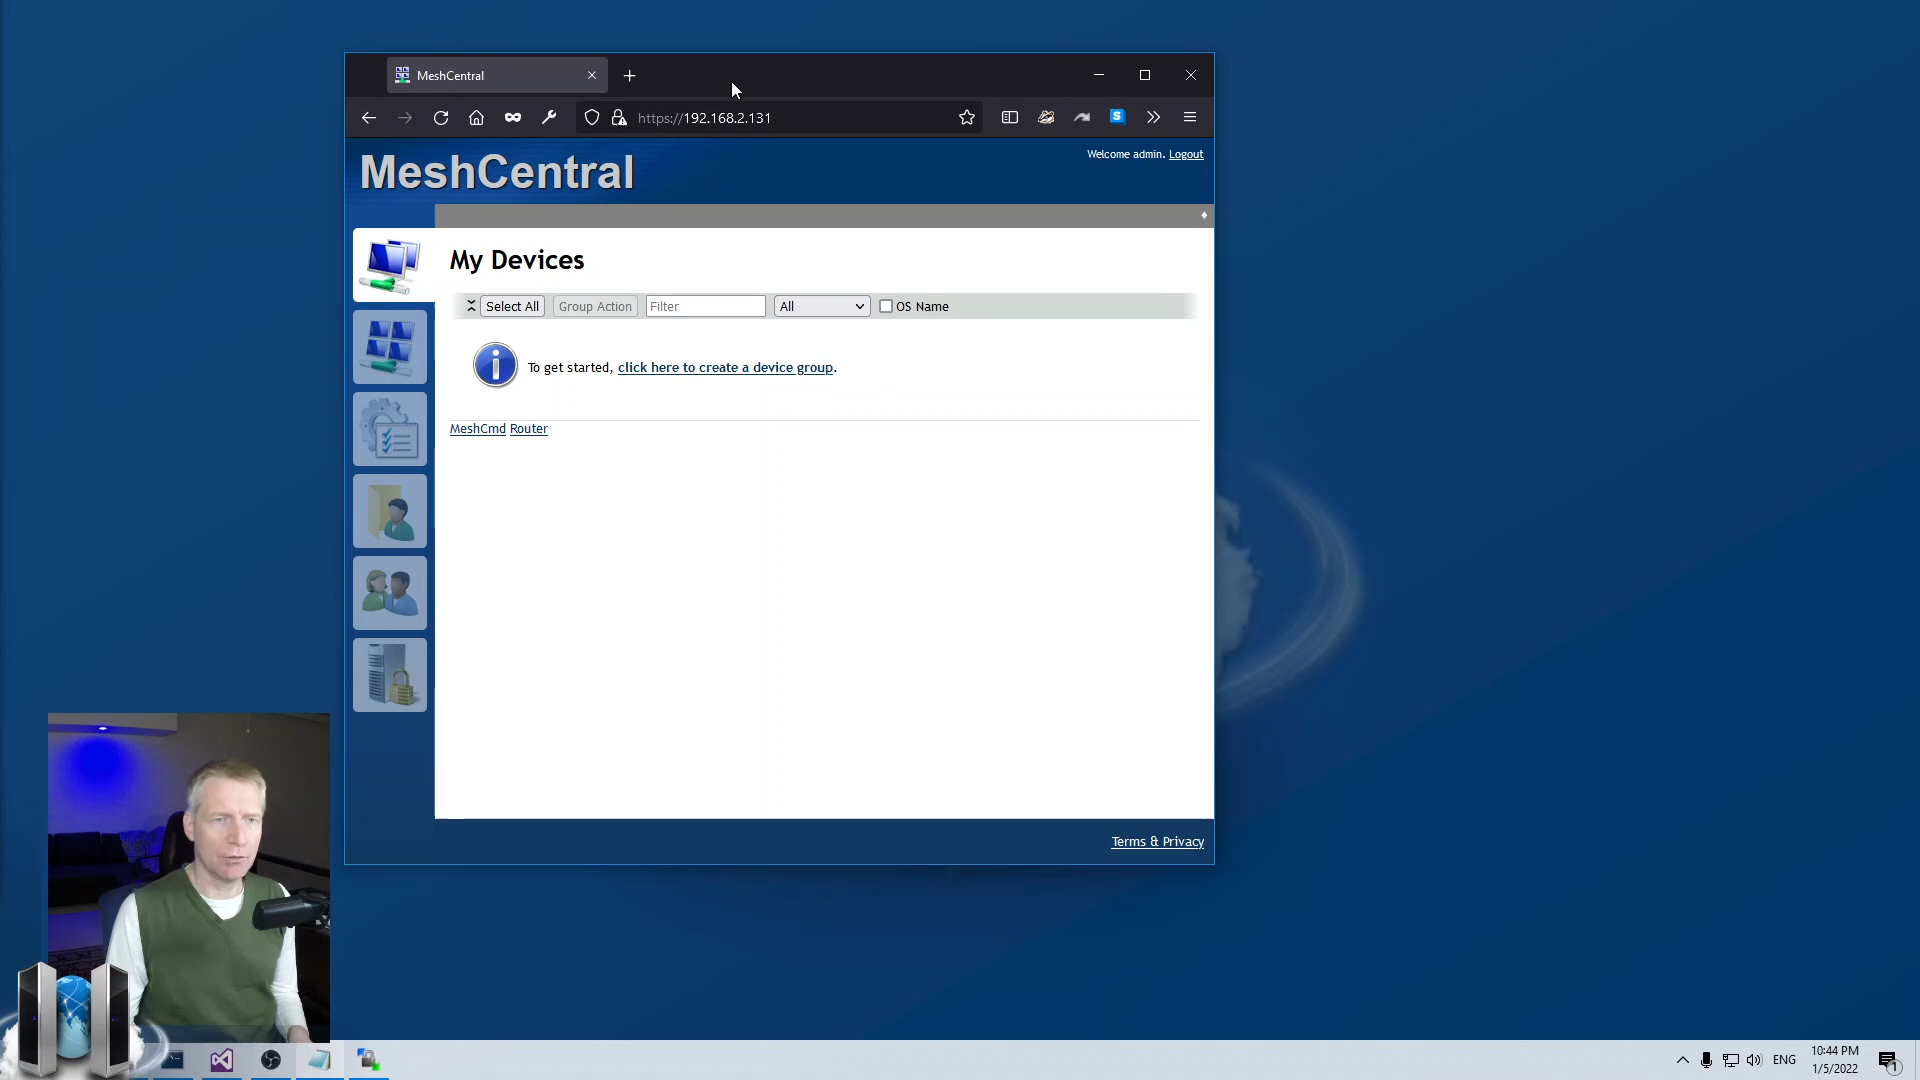 MeshCentral
https://192.168.2.131
S
MeshCentral
Welcome admin. Logout
My Devices
Select All
Group Action
Filter
All
OS Name
To get started, click here to create a device group.
MeshCmd Router
Terms & Privacy
ENG
10:44 PM
1/5/2022
1